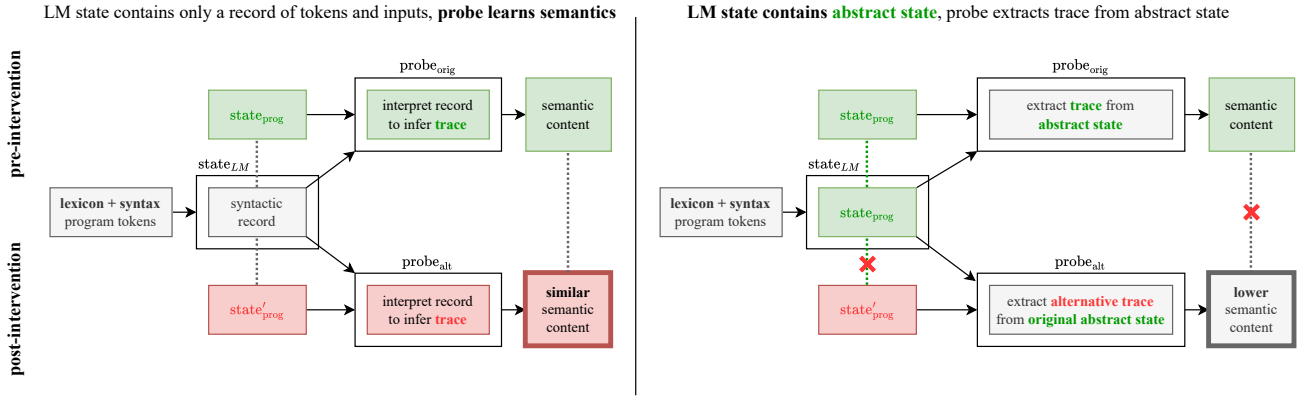 LM state contains only a record of tokens and inputs, probe learns semantics
pre-intervention
post-intervention
probe_orig
state_prog
interpret record
to infer trace
semantic
content
state_LM
lexicon + syntax
program tokens
syntactic
record
probe_alt
state'_prog
interpret record
to infer trace
similar
semantic
content
LM state contains abstract state, probe extracts trace from abstract state
probe_orig
state_prog
extract trace from
abstract state
semantic
content
state_LM
lexicon + syntax
program tokens
state_prog
probe_alt
state'_prog
extract alternative trace
from original abstract state
lower
semantic
content